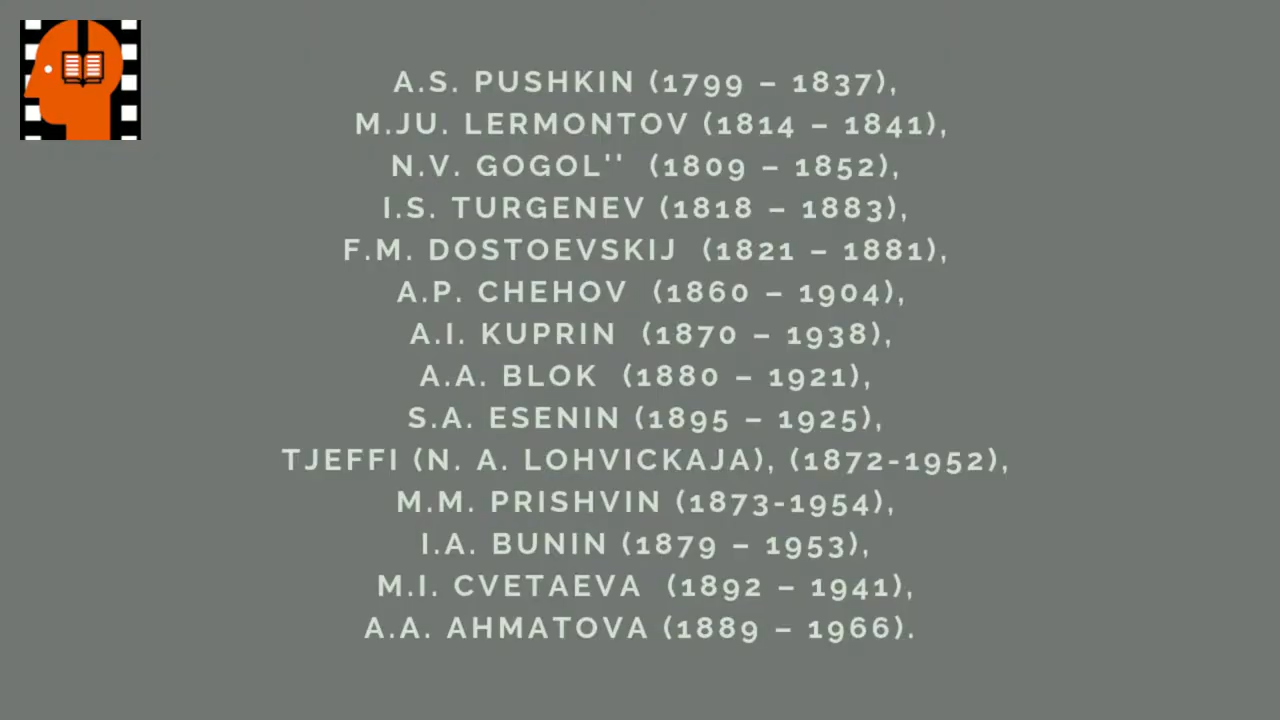 A.S. PUSHKIN (1799 – 1837),
M.JU. LERMONTOV (1814 – 1841),
N.V. GOGOL'' (1809 – 1852),
I.S. TURGENEV (1818 – 1883),
F.M. DOSTOEVSKIJ (1821 – 1881),
A.P. CHEHOV (1860 – 1904),
A.I. KUPRIN (1870 – 1938),
A.A. BLOK (1880 – 1921),
S.A. ESENIN (1895 – 1925),
TJEFFI (N. A. LOHVICKAJA), (1872-1952),
M.M. PRISHVIN (1873-1954),
I.A. BUNIN (1879 – 1953),
M.I. CVETAEVA (1892 – 1941),
A.A. AHMATOVA (1889 – 1966).